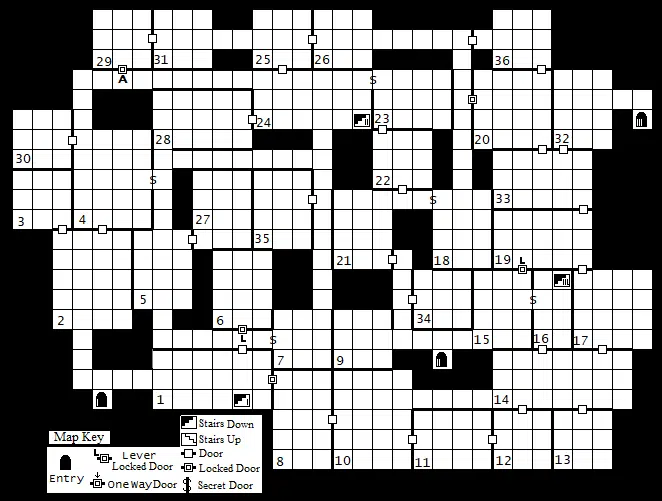 29 31 25 26 36
A S
24 23
28 20 32
30
S 22
S 33
3 4 27
35
21 18 19
L
5 S
2 6 34
L S 15 16 17
7 9
1 14
8 10 11 12 13
Map Key
Entry
Lever
Locked Door
One Way Door
Stairs Down
Stairs Up
Door
Locked Door
S Secret Door